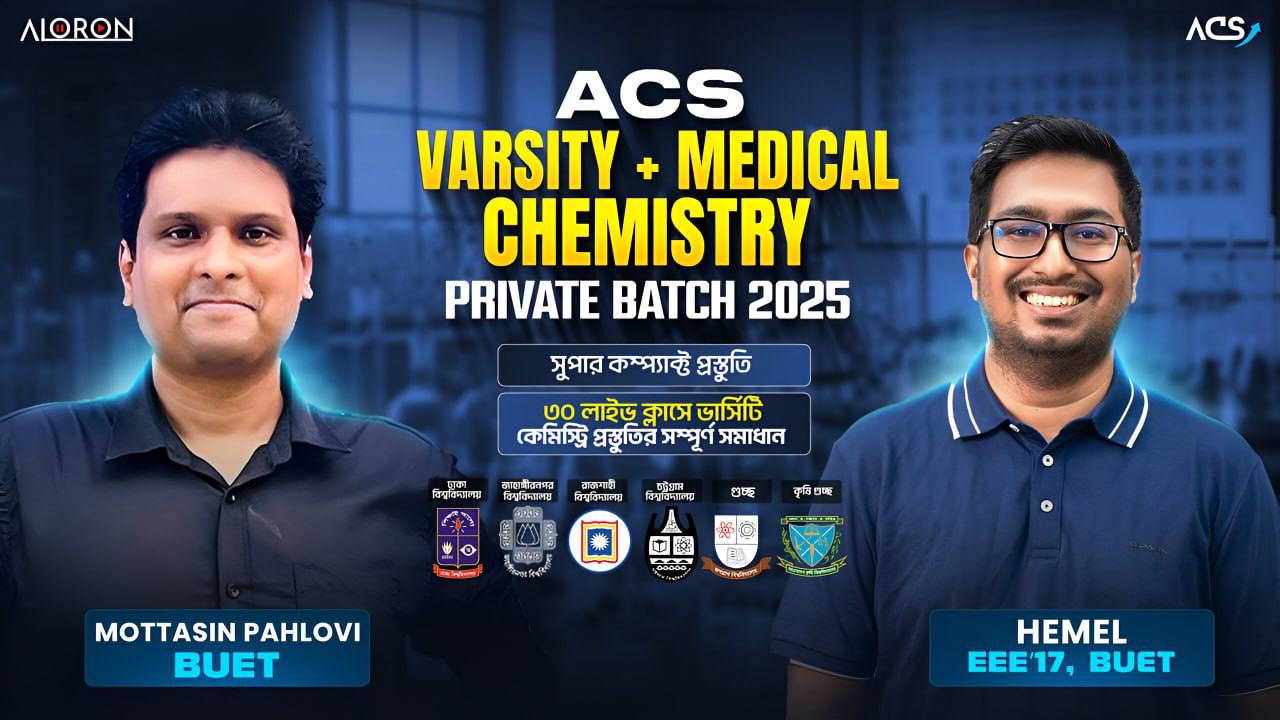 ALORON
ACS
ACS
VARSITY + MEDICAL
CHEMISTRY
PRIVATE BATCH 2025
সুপার কম্প্যাক্ট প্রস্তুতি
৩০ লাইভ ক্লাসে ভার্সিটি
কেমিস্ট্রি প্রস্তুতির সম্পূর্ণ সমাধান
ঢাকা বিশ্ববিদ্যালয়
জাহাঙ্গীরনগর বিশ্ববিদ্যালয়
রাজশাহী বিশ্ববিদ্যালয়
চট্টগ্রাম বিশ্ববিদ্যালয়
গুচ্ছ
কৃষি গুচ্ছ
MOTTASIN PAHLOVI
BUET
HEMEL
EEE'17, BUET